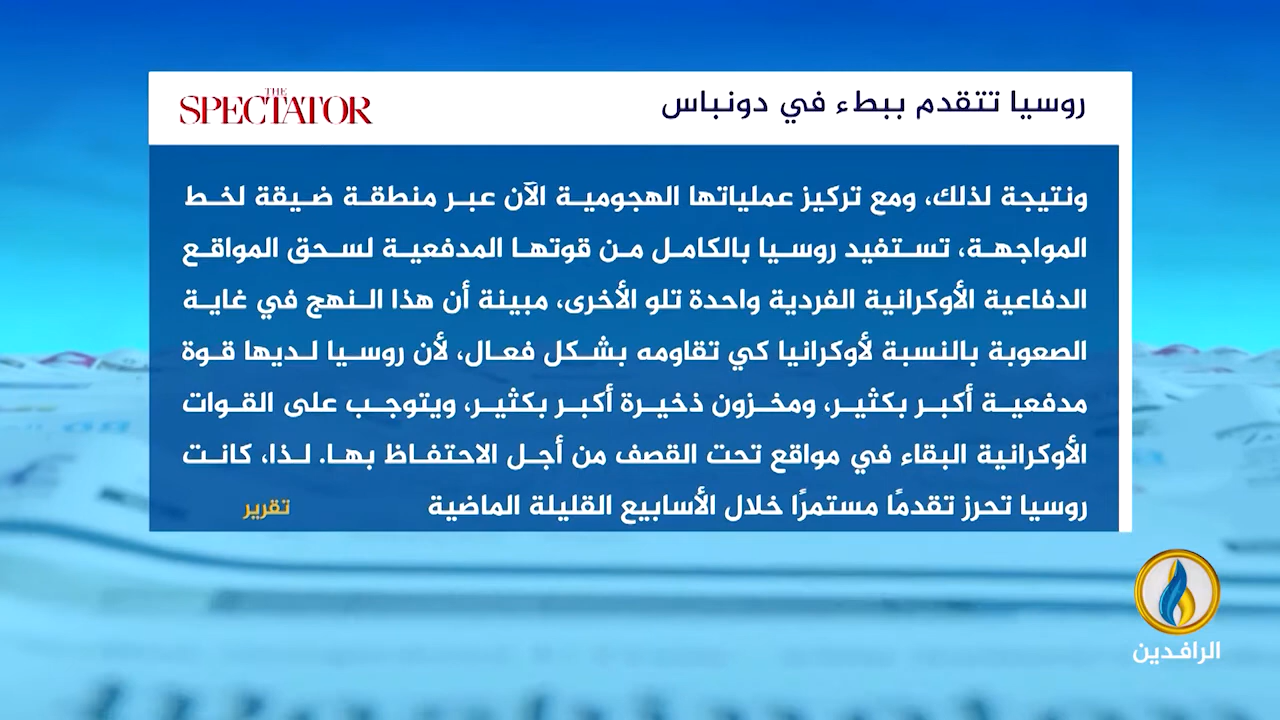 THE
SPECTATOR
روسيا تتقدم ببطء في دونباس
ونتيجة لذلك، ومع تركيز عملياتها الهجومية الآن عبر منطقة ضيقة لخط
المواجهة، تستفيد روسيا بالكامل من قوتها المدفعية لسحق المواقع
الدفاعية الأوكرانية الفردية واحدة تلو الأخرى، مبينة أن هذا النهج في غاية
الصعوبة بالنسبة لأوكرانيا كي تقاومه بشكل فعال، لأن روسيا لديها قوة
مدفعية أكبر بكثير، ومخزون ذخيرة أكبر بكثير، ويتوجب على القوات
الأوكرانية البقاء في مواقع تحت القصف من أجل الاحتفاظ بها. لذا، كانت
روسيا تحرز تقدمًا مستمرًا خلال الأسابيع القليلة الماضية
تقرير
الرافدين